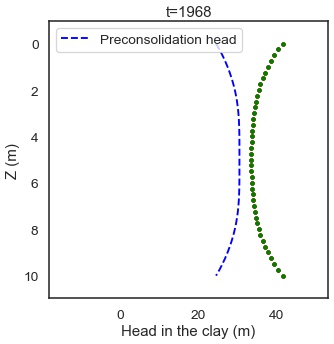 t=1968
Preconsolidation head
0
2
4
6
8
10
Z (m)
0
20
40
Head in the clay (m)